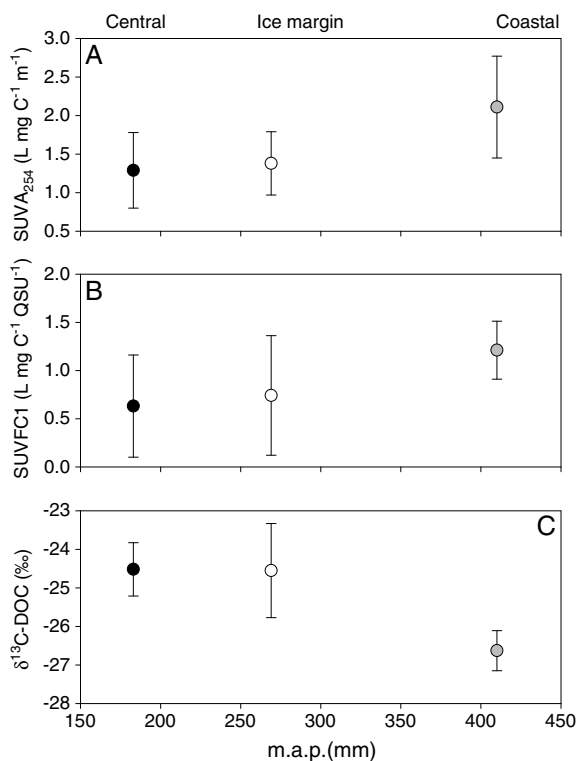 Central Ice margin Coastal
A
SUVA254 (L mg C-1 m-1)
3.0
2.5
2.0
1.5
1.0
0.5
B
SUVFC1 (L mg C-1 QSU-1)
2.0
1.5
1.0
0.5
0.0
C
δ13C-DOC (‰)
-23
-24
-25
-26
-27
-28
150 200 250 300 350 400 450
m.a.p.(mm)